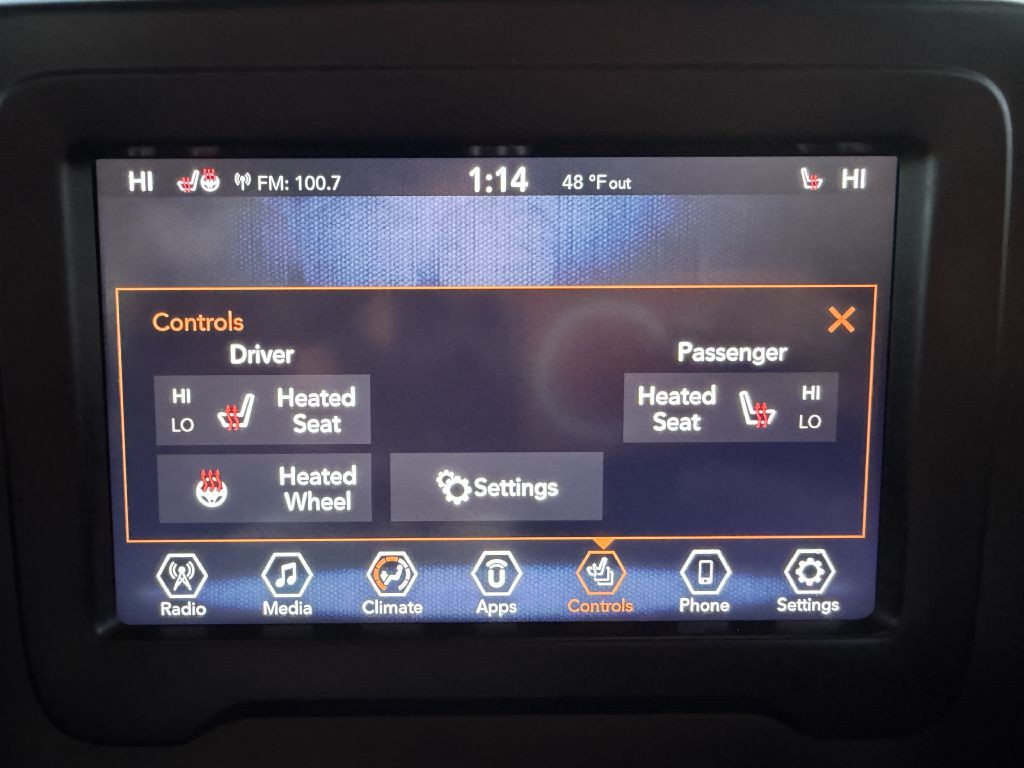 HI FM: 100.7 1:14 48 °F out HI
Controls
Driver
Passenger
HI
LO
Heated
Seat
Heated
Seat
HI
LO
Heated
Wheel
Settings
Radio
Media
Climate
Apps
Controls
Phone
Settings